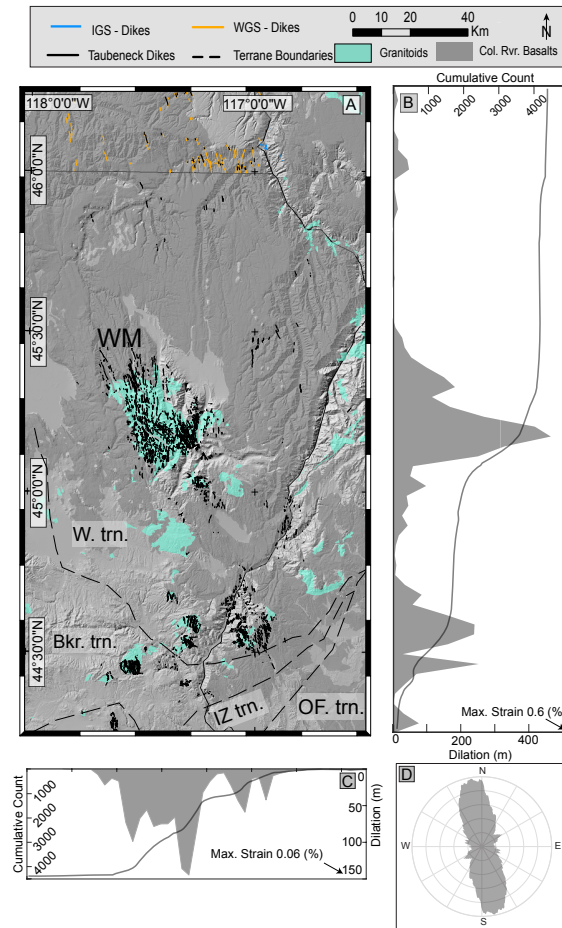 IGS - Dikes
WGS - Dikes
0 10 20 40
Km
N
Taubeneck Dikes
Terrane Boundaries
Granitoids
Col. Rvr. Basalts
118°0'0"W
117°0'0"W
A
46°0'0"N
45°30'0"N
WM
45°0'0"N
W. trn.
Bkr. trn.
44°30'0"N
IZ trn.
OF. trn.
Cumulative Count
B
1000
3000
4000
Max. Strain 0.6 (%)
0 200 400
Dilation (m)
Cumulative Count
1000
2000
3000
4000
C
Max. Strain 0.06 (%)
0
50
100
150
Dilation (m)
D
N
W
E
S